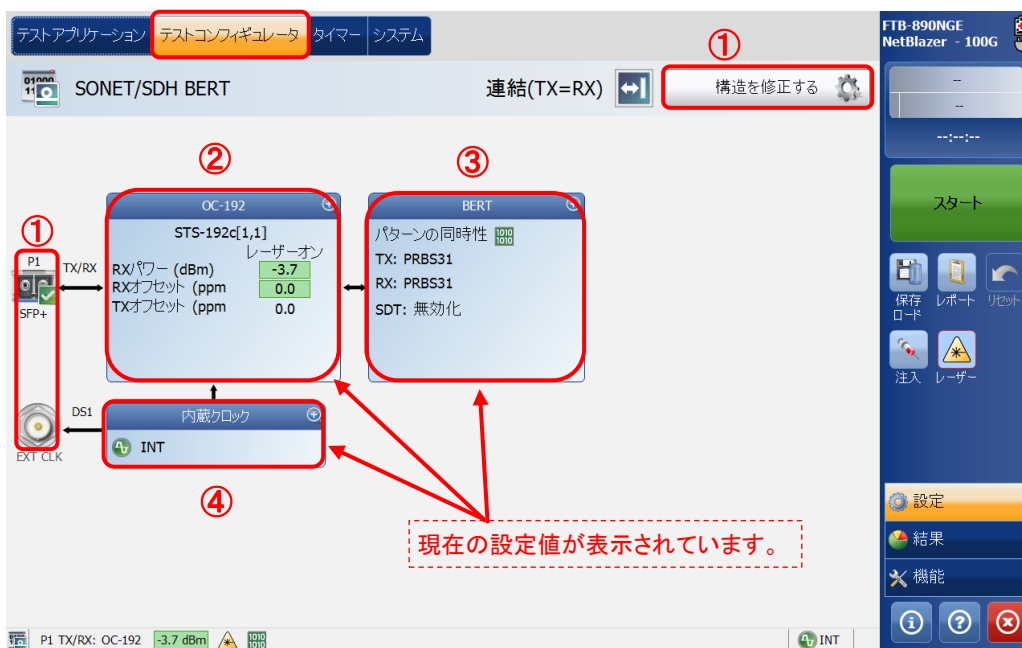 テストアプリケーション テストコンフィギュレータ タイマー システム
FTB-890NGE
NetBlazer - 100G
①
SONET/SDH BERT 連結(TX=RX) 構造を修正する
--
--
--:--:--
② ③
OC-192 BERT
スタート
①
STS-192c[1,1]
レーザーオン
P1 TX/RX
SFP+
RXパワー (dBm) -3.7
RXオフセット (ppm 0.0
TXオフセット (ppm 0.0
パターンの同時性 1010 1010
TX: PRBS31
RX: PRBS31
SDT: 無効化
保存
ロード
レポート
リセット
注入 レーザー
DS1 内蔵クロック
INT
EXT CLK
④
現在の設定値が表示されています。
設定
結果
機能
P1 TX/RX: OC-192 -3.7 dBm 1010 1010 INT